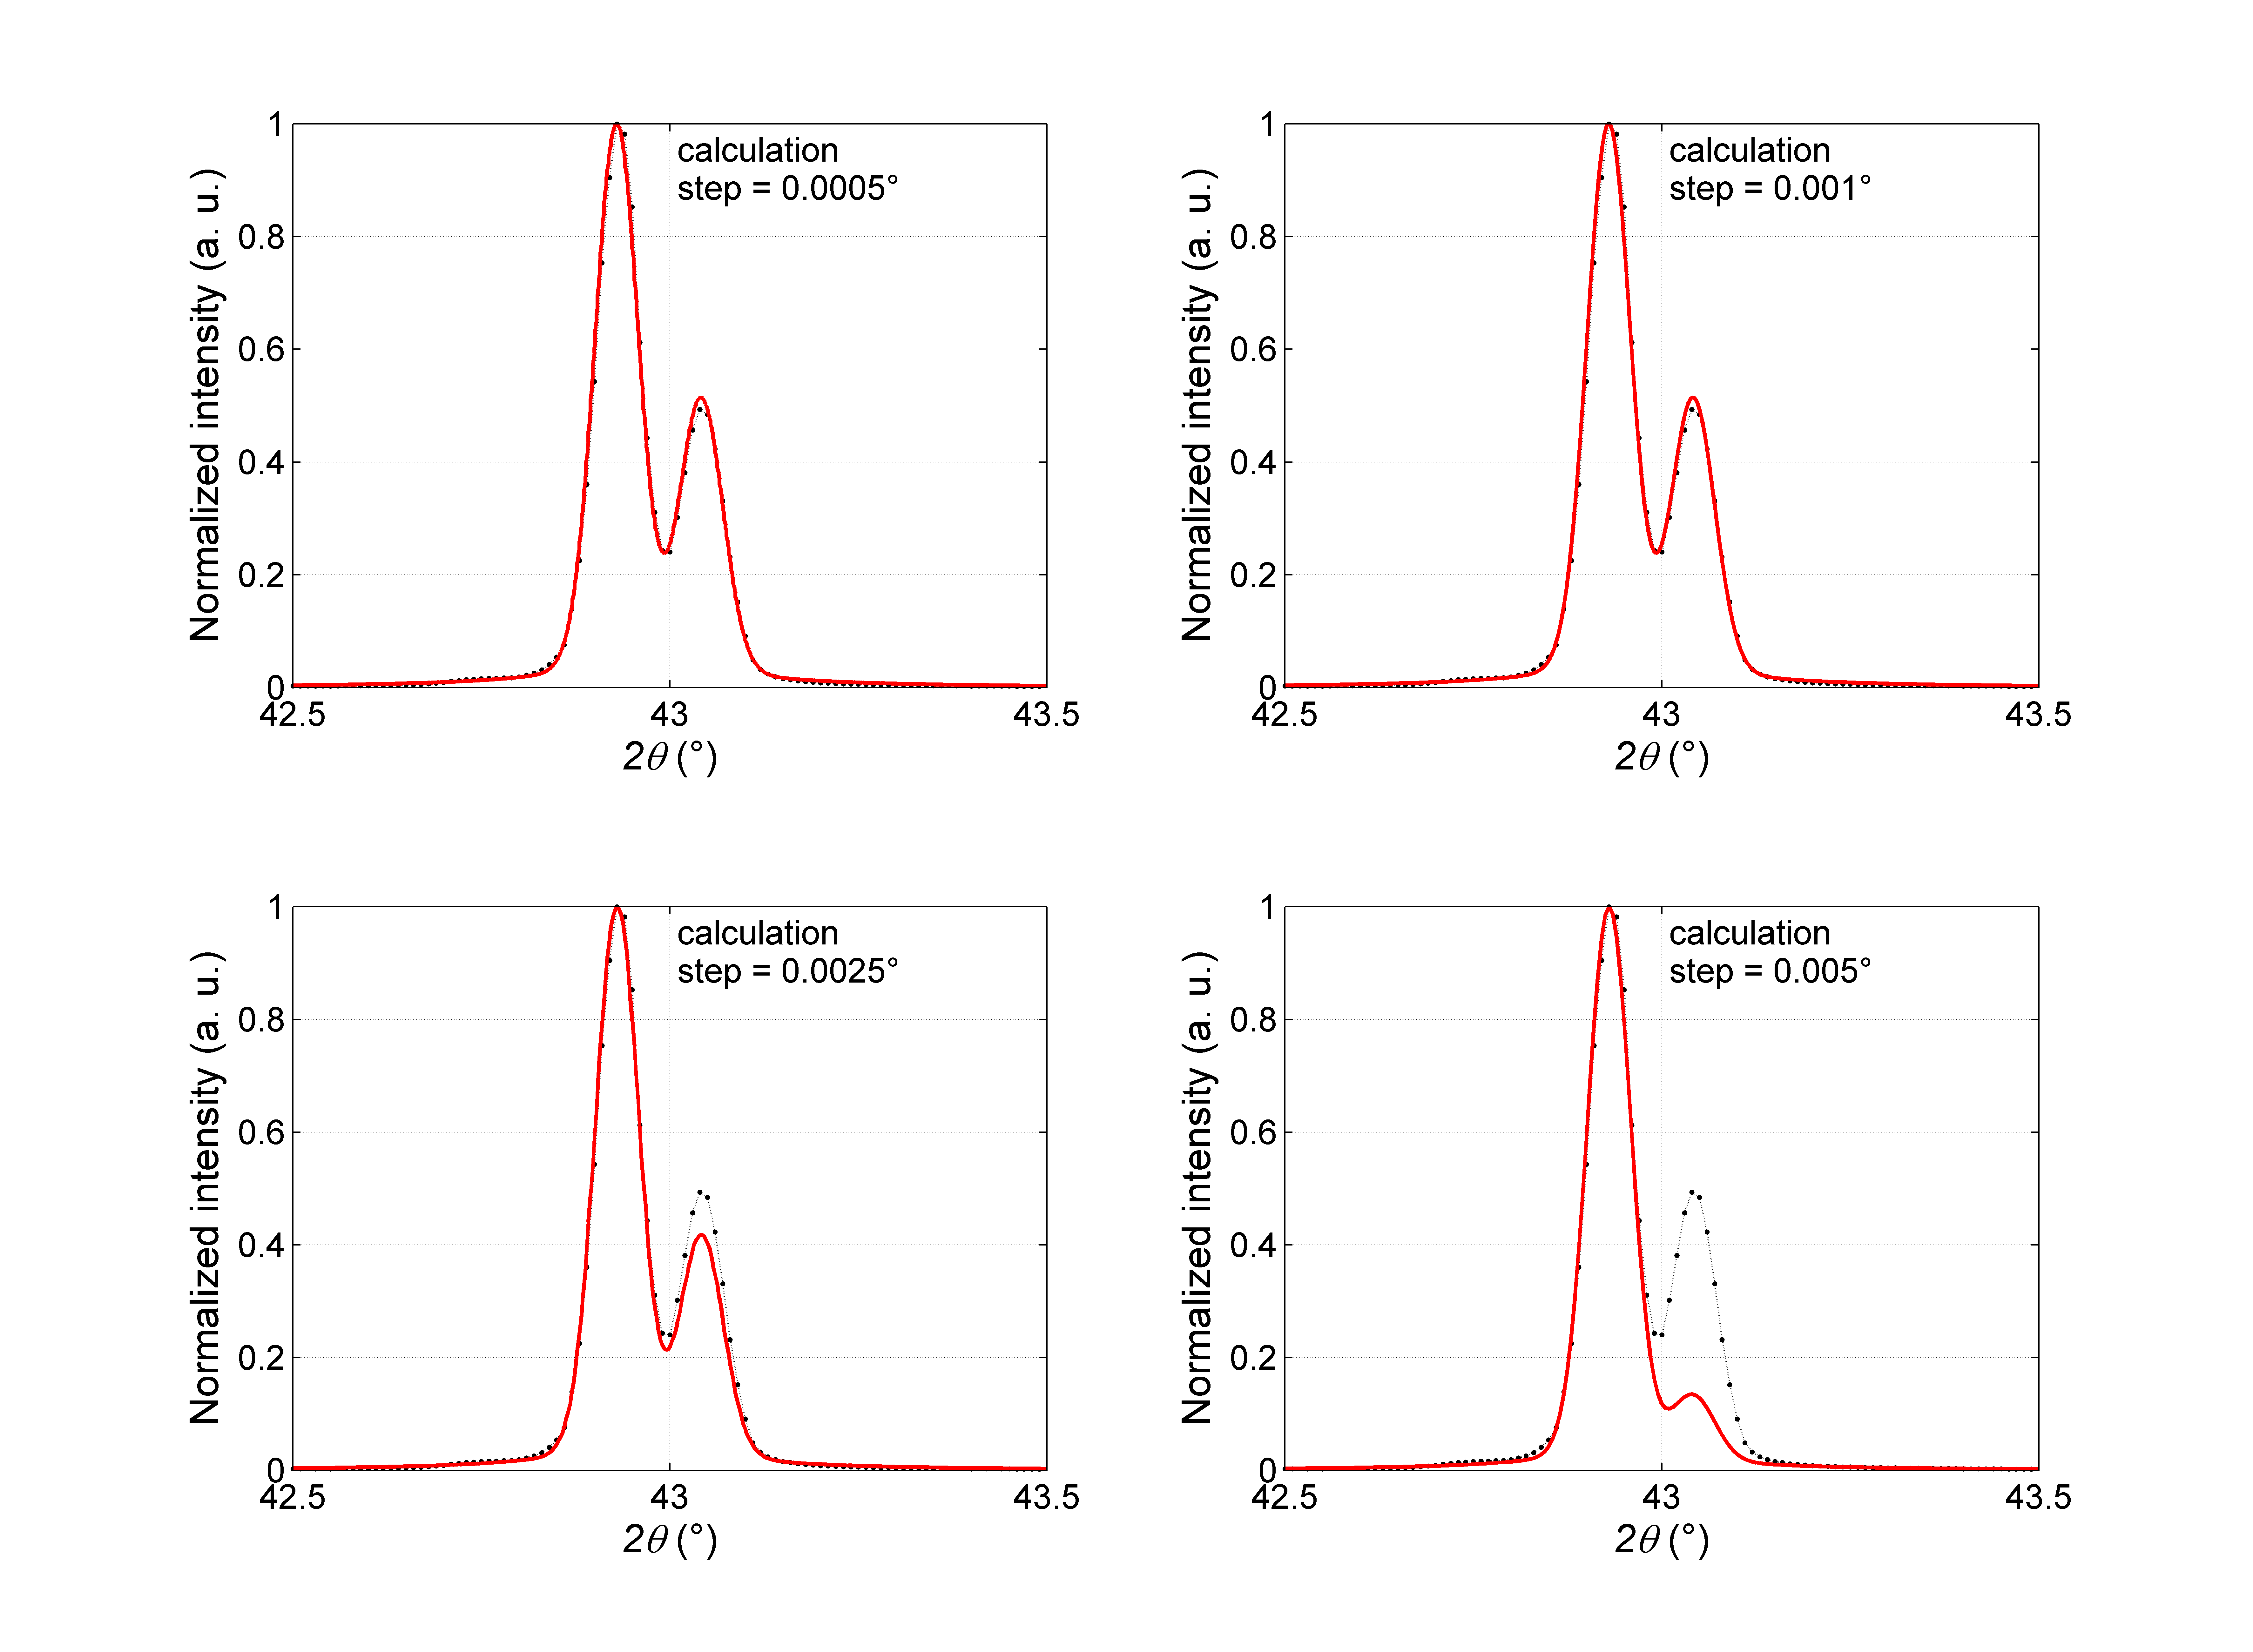 1
0.8
0.6
0.4
0.2
0
Normalized intensity (a. u.)
calculation
step = 0.0005°
42.5
43
43.5
2θ (°)
1
0.8
0.6
0.4
0.2
0
Normalized intensity (a. u.)
calculation
step = 0.001°
42.5
43
43.5
2θ (°)
1
0.8
0.6
0.4
0.2
0
Normalized intensity (a. u.)
calculation
step = 0.0025°
42.5
43
43.5
2θ (°)
1
0.8
0.6
0.4
0.2
0
Normalized intensity (a. u.)
calculation
step = 0.005°
42.5
43
43.5
2θ (°)